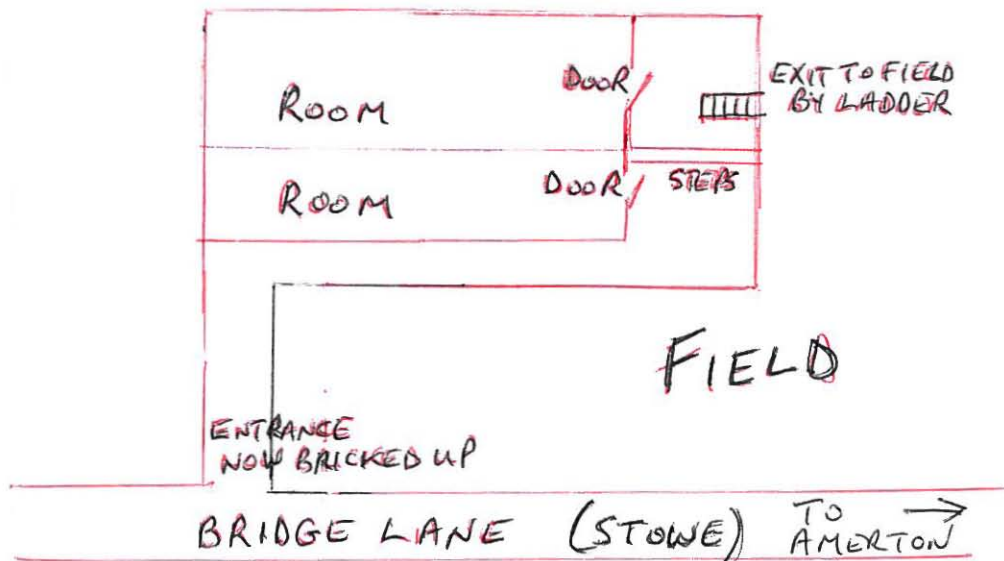 DOOR
EXIT TO FIELD
BY LADDER
ROOM
DOOR
STEPS
ROOM
FIELD
ENTRANCE
NOW BRICKED UP
BRIDGE LANE (STOWE) TO AMERTON →